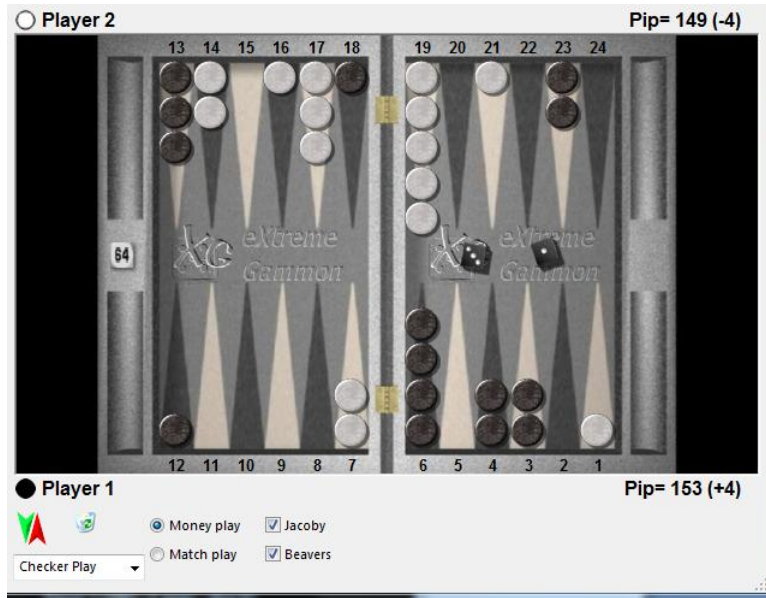 Player 2
Pip= 149 (-4)
13 14 15 16 17 18 19 20 21 22 23 24
64
XG eXtreme Gammon
XG eXtreme Gammon
12 11 10 9 8 7 6 5 4 3 2 1
Player 1
Pip= 153 (+4)
Money play
Jacoby
Match play
Beavers
Checker Play